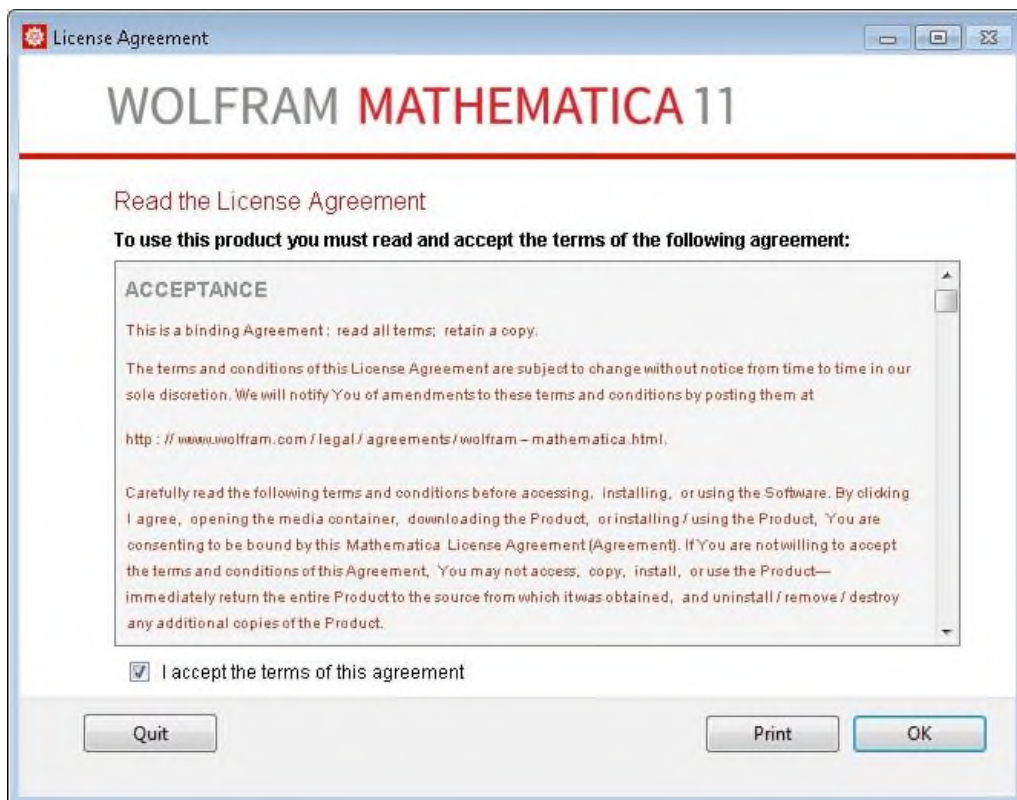 License Agreement
WOLFRAM MATHEMATICA 11
Read the License Agreement
To use this product you must read and accept the terms of the following agreement:
ACCEPTANCE
This is a binding Agreement : read all terms; retain a copy.
The terms and conditions of this License Agreement are subject to change without notice from time to time in our
sole discretion. We will notify You of amendments to these terms and conditions by posting them at
http : // www.wolfram.com / legal / agreements / wolfram – mathematica.html.
Carefully read the following terms and conditions before accessing, installing, or using the Software. By clicking
I agree, opening the media container, downloading the Product, or installing / using the Product, You are
consenting to be bound by this Mathematica License Agreement (Agreement). If You are not willing to accept
the terms and conditions of this Agreement, You may not access, copy, install, or use the Product—
immediately return the entire Product to the source from which it was obtained, and uninstall / remove / destroy
any additional copies of the Product.
I accept the terms of this agreement
Quit Print OK